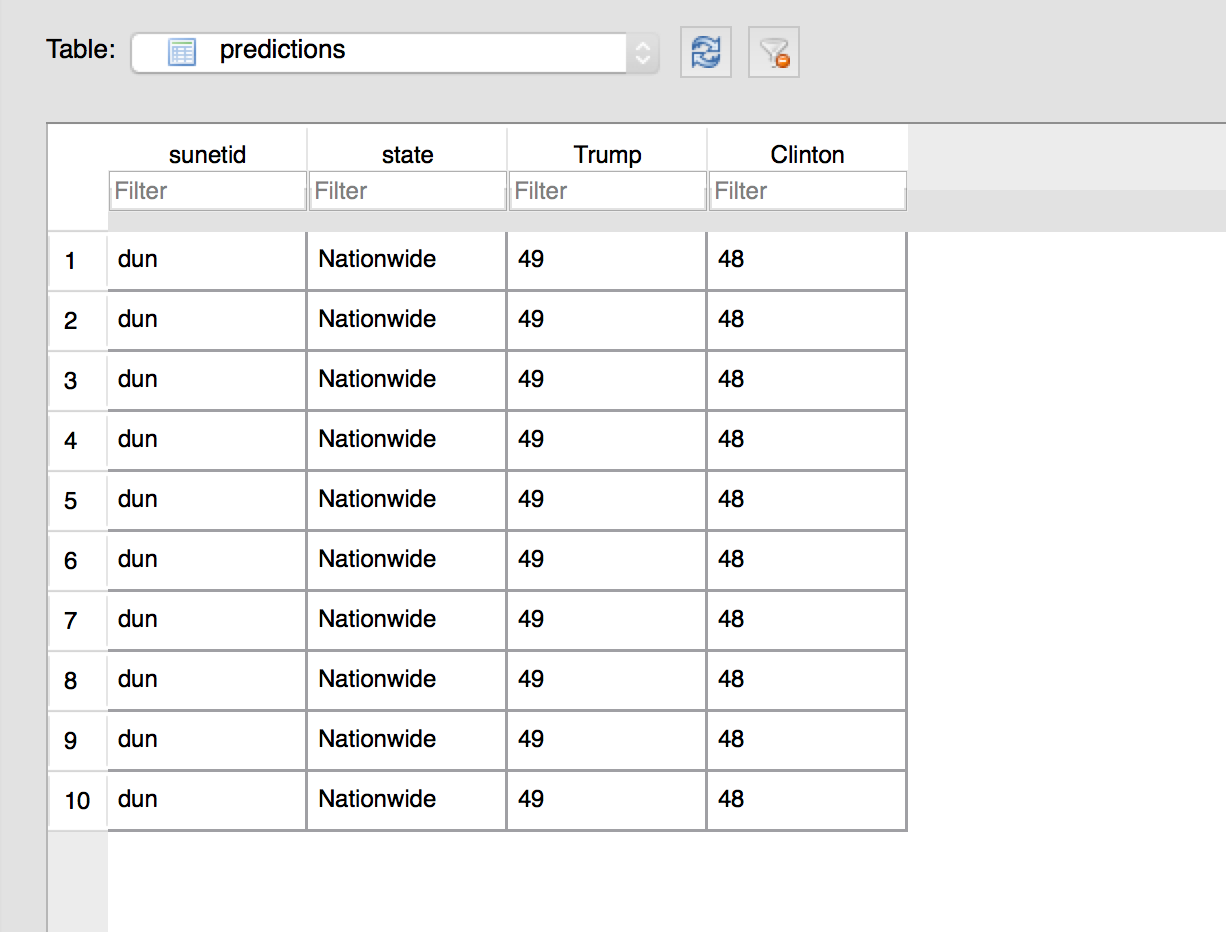 Table: predictions
sunetid state Trump Clinton
Filter Filter Filter Filter
1 dun Nationwide 49 48
2 dun Nationwide 49 48
3 dun Nationwide 49 48
4 dun Nationwide 49 48
5 dun Nationwide 49 48
6 dun Nationwide 49 48
7 dun Nationwide 49 48
8 dun Nationwide 49 48
9 dun Nationwide 49 48
10 dun Nationwide 49 48